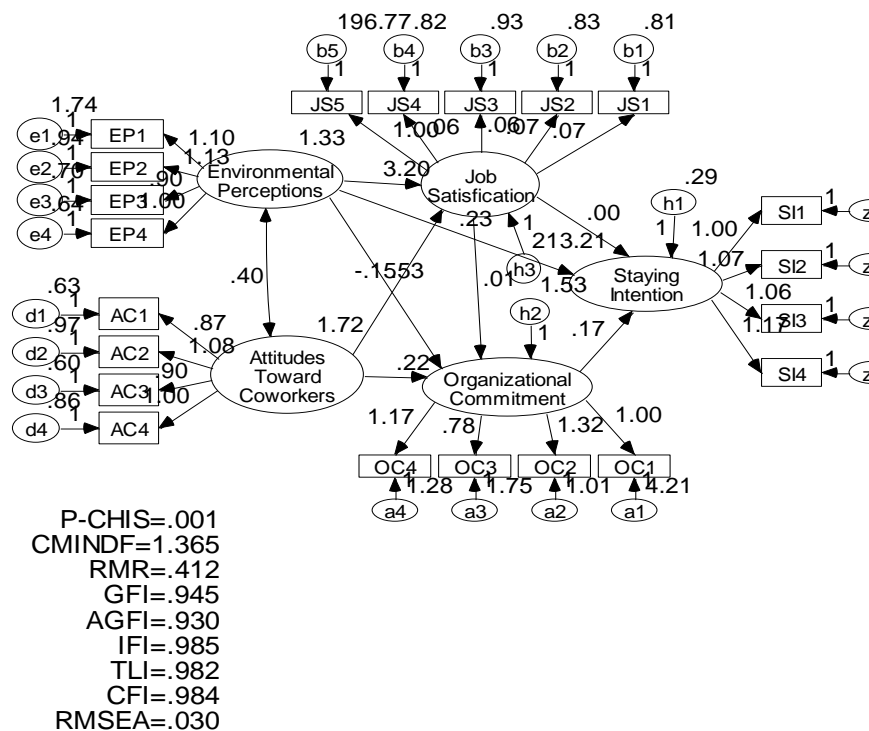 196.77 .82 .93 .83 .81
b5 b4 b3 b2 b1
1 1 1 1 1
JS5 JS4 JS3 JS2 JS1
1.00 .06 .06 .07 .07
1.74
e1 1 EP1 1.10
.94
e2 1 EP2 1.13
.70
e3 1 EP3 .90
.64
e4 1 EP4 1.00
Environmental
Perceptions
1.33
3.20
Job
Satisfication
.23
.00
.29
h1
1
1
h3
213.21
1.53
.01
-.1553
.40
Staying
Intention
1.00 SI1 1 z
1.07 SI2 1 z
1.06 SI3 1 z
1.17 SI4 1 z
.63
d1 1 AC1 .87
.97
d2 1 AC2 1.08
.60
d3 1 AC3 .90
.86
d4 1 AC4 1.00
1.72
Attitudes
Toward
Coworkers
.22
h2
1
.17
Organizational
Commitment
1.17 .78 1.32 1.00
OC4 OC3 OC2 OC1
1 1.28 1 1.75 1 1.01 1 4.21
a4 a3 a2 a1
P-CHIS=.001
CMINDF=1.365
RMR=.412
GFI=.945
AGFI=.930
IFI=.985
TLI=.982
CFI=.984
RMSEA=.030